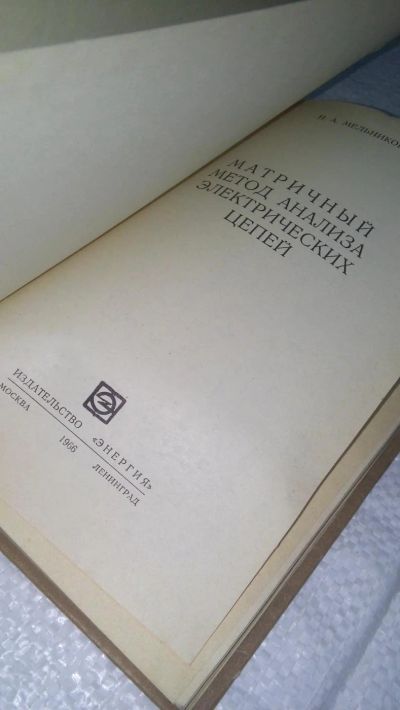 Н. А. МЕЛЬНИКОВ
МАТРИЧНЫЙ
МЕТОД АНАЛИЗА
ЭЛЕКТРИЧЕСКИХ
ЦЕПЕЙ
ИЗДАТЕЛЬСТВО «ЭНЕРГИЯ»
МОСКВА 1966 ЛЕНИНГРАД